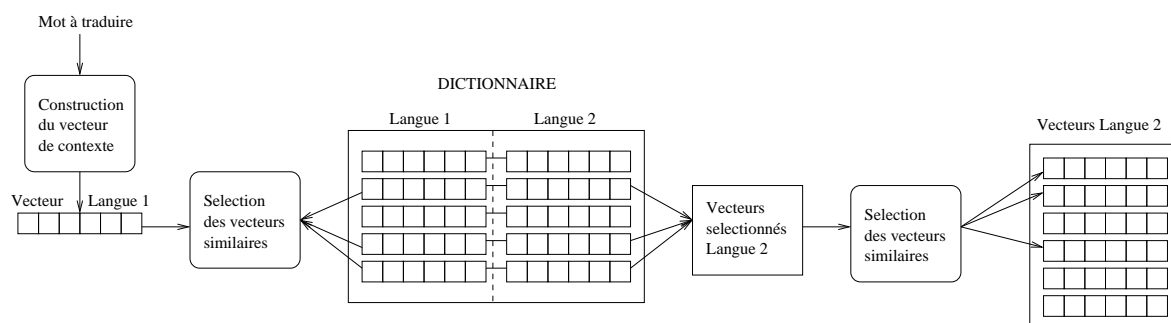 Mot à traduire
Construction
du vecteur
de contexte
Vecteur Langue 1
Selection
des vecteurs
similaires
DICTIONNAIRE
Langue 1 Langue 2
Vecteurs
selectionnés
Langue 2
Selection
des vecteurs
similaires
Vecteurs Langue 2